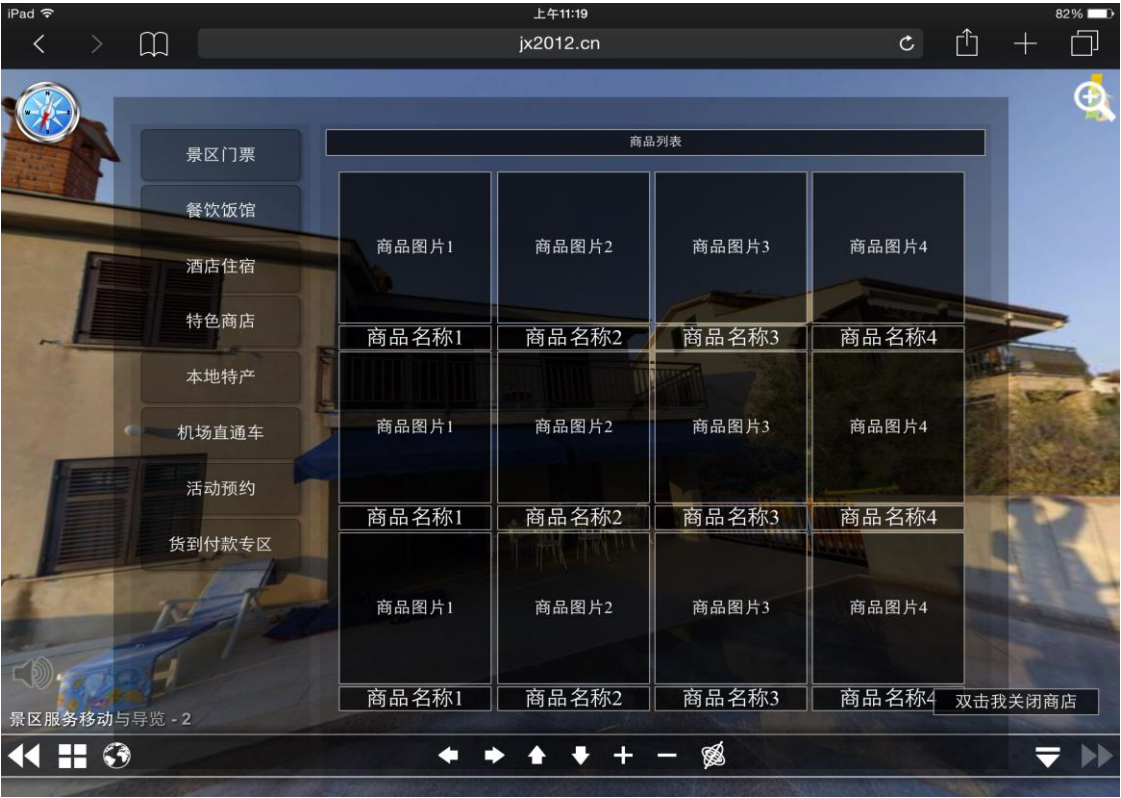 iPad 上午11:19 82%
jx2012.cn
景区门票
餐饮饭馆
酒店住宿
特色商店
本地特产
机场直通车
活动预约
货到付款专区
商品列表
商品图片1 商品图片2 商品图片3 商品图片4
商品名称1 商品名称2 商品名称3 商品名称4
商品图片1 商品图片2 商品图片3 商品图片4
商品名称1 商品名称2 商品名称3 商品名称4
商品图片1 商品图片2 商品图片3 商品图片4
商品名称1 商品名称2 商品名称3 商品名称4
双击我关闭商店
景区服务移动与导览 - 2